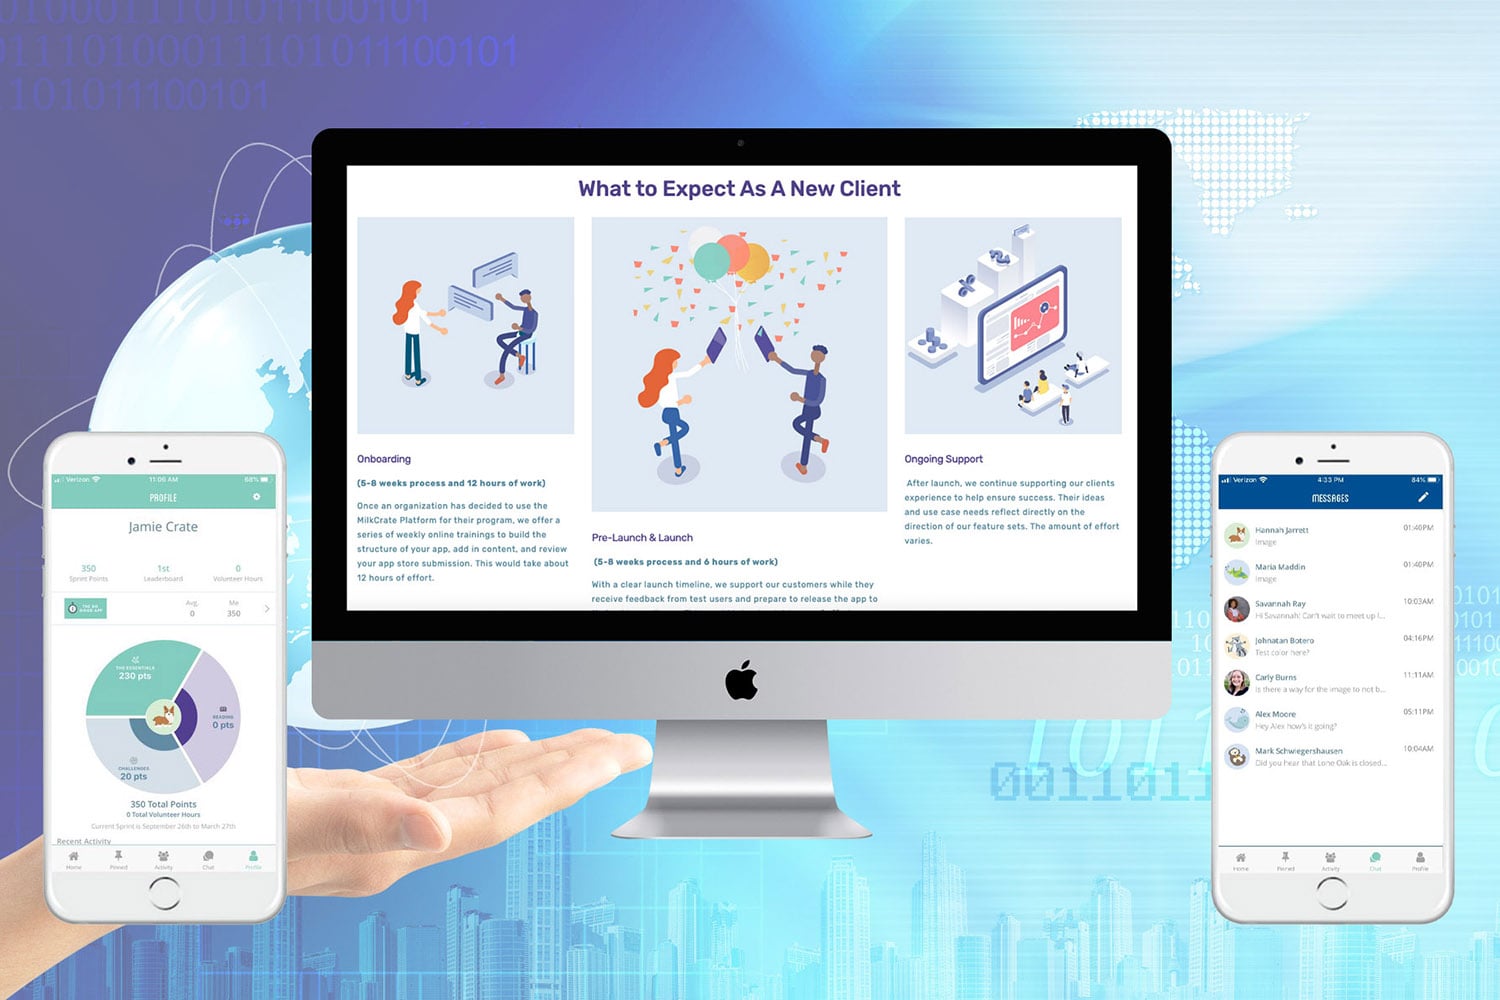 01000101110101100101
01110100011101011100101
1101011100101
What to Expect As A New Client
Onboarding
(5-8 weeks process and 12 hours of work)
Once an organization has decided to use the
MilkCrate Platform for their program, we offer a
series of weekly online trainings to build the
structure of your app, add in content, and review
your app store submission. This would take about
12 hours of effort.
Pre-Launch & Launch
(5-8 weeks process and 6 hours of work)
With a clear launch timeline, we support our customers while they
receive feedback from test users and prepare to release the app to
Ongoing Support
After launch, we continue supporting our clients
experience to help ensure success. Their ideas
and use case needs reflect directly on the
direction of our feature sets. The amount of effort
varies.
Verizon 11:06 AM 68%
PROFILE
Jamie Crate
350 1st 0
Sprint Points Leaderboard Volunteer Hours
Avg. Me
0 350
THE ESSENTIALS
230 pts
READING
0 pts
CHALLENGES
20 pts
350 Total Points
0 Total Volunteer Hours
Current Sprint is September 26th to March 27th
Recent Activity
Home Pinned Activity Chat Profile
Verizon 4:33 PM 84%
MESSAGES
Hannah Jarrett 01:40PM
Image
Maria Maddin 01:40PM
Image
Savannah Ray 10:03AM
Hi Savannah! Can't wait to meet up l...
Johnatan Botero 04:16PM
Test color here?
Carly Burns 11:11AM
Is there a way for the image to not b...
Alex Moore 05:11PM
Hey Alex how's it going?
Mark Schwiegershausen 10:04AM
Did you hear that Lone Oak is closed...
Home Pinned Activity Chat Profile
0011011